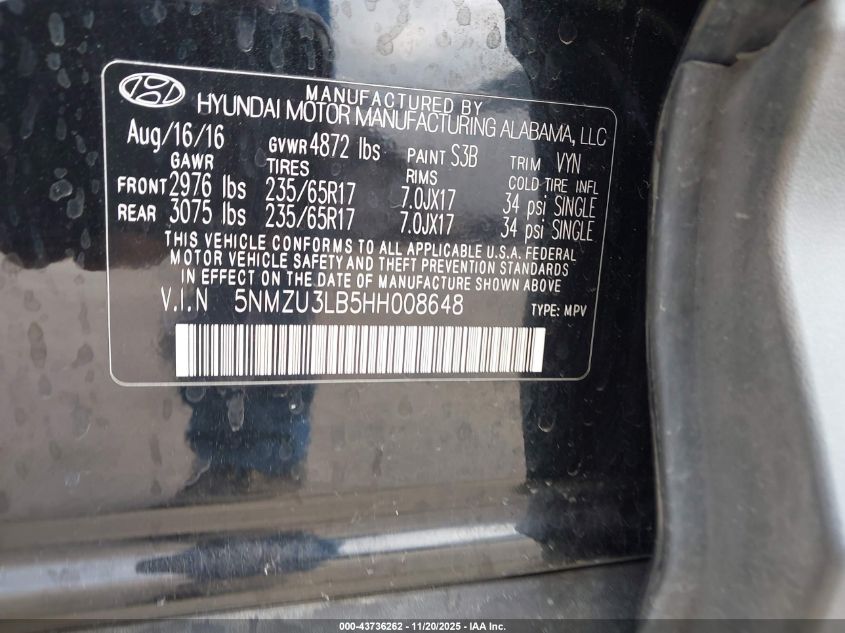 MANUFACTURED BY
HYUNDAI MOTOR MANUFACTURING ALABAMA, LLC
Aug/16/16 GVWR 4872 lbs PAINT S3B TRIM VYN
GAWR TIRES RIMS COLD TIRE INFL
FRONT 2976 lbs 235/65R17 7.0JX17 34 psi SINGLE
REAR 3075 lbs 235/65R17 7.0JX17 34 psi SINGLE
THIS VEHICLE CONFORMS TO ALL APPLICABLE U.S.A. FEDERAL
MOTOR VEHICLE SAFETY AND THEFT PREVENTION STANDARDS
IN EFFECT ON THE DATE OF MANUFACTURE SHOWN ABOVE
V.I.N 5NMZU3LB5HH008648 TYPE: MPV
000-43736262 - 11/20/2025 - IAA Inc.